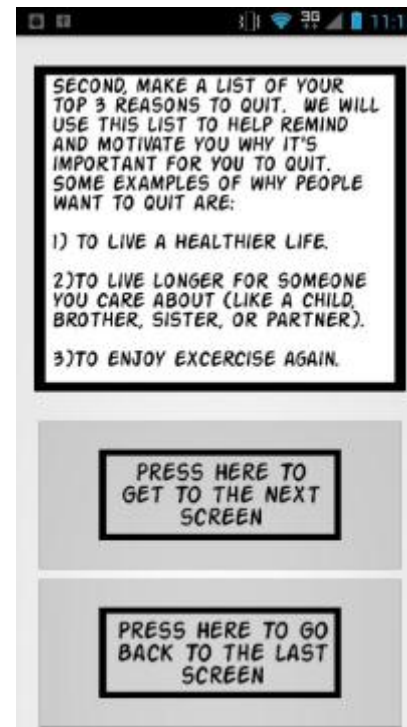 3G 11:1
SECOND, MAKE A LIST OF YOUR
TOP 3 REASONS TO QUIT. WE WILL
USE THIS LIST TO HELP REMIND
AND MOTIVATE YOU WHY IT'S
IMPORTANT FOR YOU TO QUIT.
SOME EXAMPLES OF WHY PEOPLE
WANT TO QUIT ARE:
1) TO LIVE A HEALTHIER LIFE.
2)TO LIVE LONGER FOR SOMEONE
YOU CARE ABOUT (LIKE A CHILD,
BROTHER, SISTER, OR PARTNER).
3)TO ENJOY EXCERCISE AGAIN.
PRESS HERE TO
GET TO THE NEXT
SCREEN
PRESS HERE TO GO
BACK TO THE LAST
SCREEN